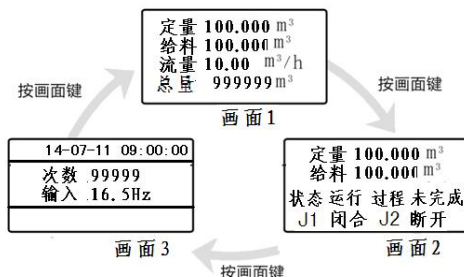 定量 100.000 m³
给料 100.000 m³
流量 10.00 m³/h
总量 999999 m³
画面1
按画面键
按画面键
14-07-11 09:00:00
次数 99999
输入 16.5Hz
画面3
定量 100.000 m³
给料 100.000 m³
状态 运行 过程 未完成
J1 闭合 J2 断开
画面2
按画面键